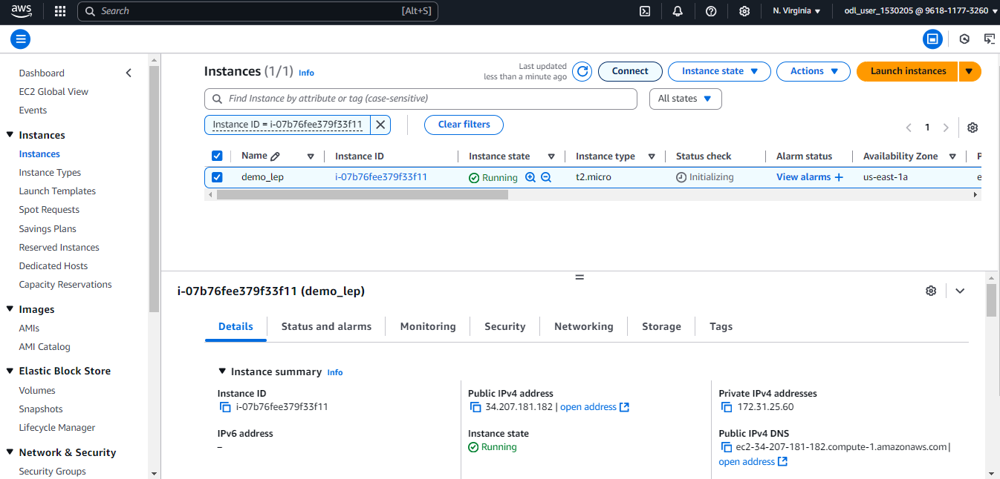 aws
Search [Alt+S]
N. Virginia
odl_user_1530205 @ 9618-1177-3260
Dashboard
EC2 Global View
Events
Instances
Instances
Instance Types
Launch Templates
Spot Requests
Savings Plans
Reserved Instances
Dedicated Hosts
Capacity Reservations
Images
AMIs
AMI Catalog
Elastic Block Store
Volumes
Snapshots
Lifecycle Manager
Network & Security
Security Groups
Instances (1/1) Info
Last updated
less than a minute ago
Connect
Instance state
Actions
Launch instances
Find Instance by attribute or tag (case-sensitive)
All states
Instance ID = i-07b76fee379f33f11
Clear filters
1
Name Instance ID Instance state Instance type Status check Alarm status Availability Zone P
demo_lep i-07b76fee379f33f11 Running t2.micro Initializing View alarms + us-east-1a e
i-07b76fee379f33f11 (demo_lep)
Details Status and alarms Monitoring Security Networking Storage Tags
Instance summary Info
Instance ID
i-07b76fee379f33f11
IPv6 address
–
Public IPv4 address
34.207.181.182 | open address
Instance state
Running
Private IPv4 addresses
172.31.25.60
Public IPv4 DNS
ec2-34-207-181-182.compute-1.amazonaws.com |
open address